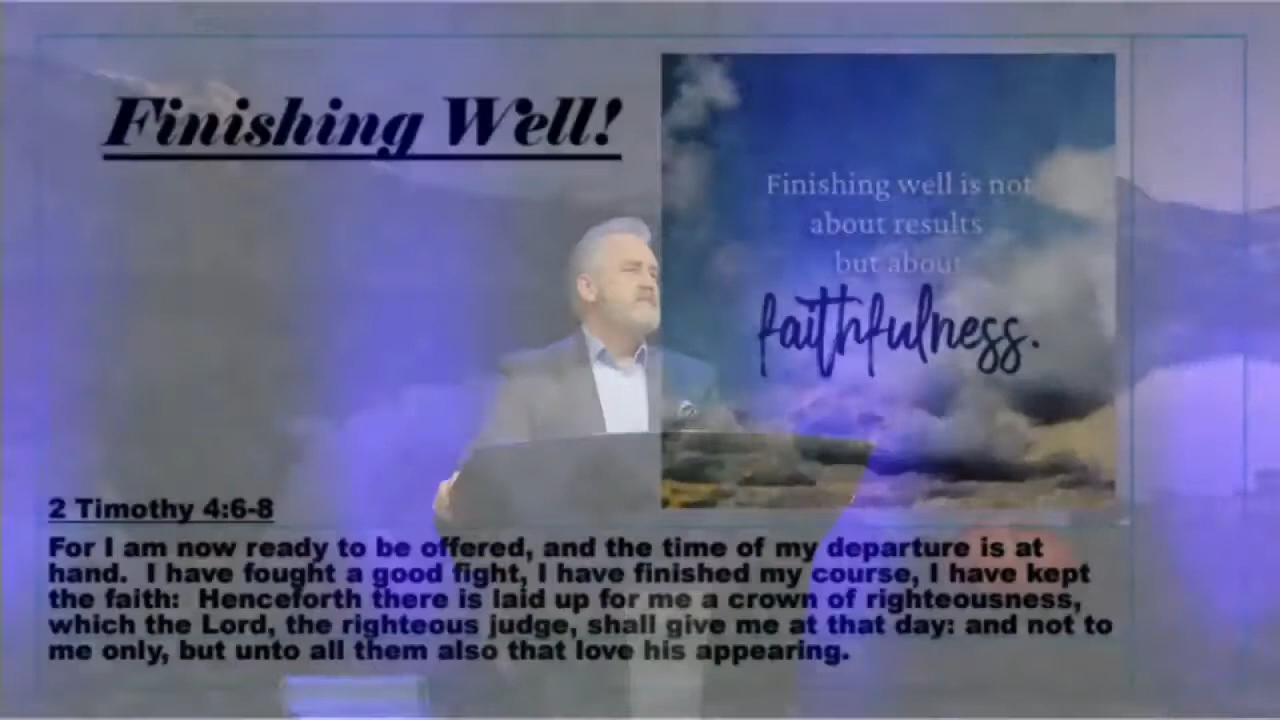 Finishing Well!
Finishing well is not
about results
but about
faithfulness.
2 Timothy 4:6-8
For I am now ready to be offered, and the time of my departure is at
hand.  I have fought a good fight, I have finished my course, I have kept
the faith:  Henceforth there is laid up for me a crown of righteousness,
which the Lord, the righteous judge, shall give me at that day: and not to
me only, but unto all them also that love his appearing.